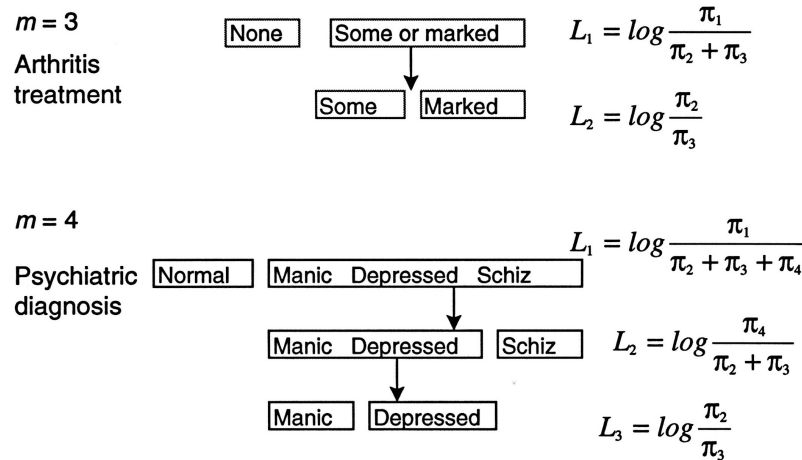 m = 3
Arthritis
treatment
None
Some or marked
L₁ = log π₁ / (π₂ + π₃)
Some
Marked
L₂ = log π₂ / π₃
m = 4
Psychiatric
diagnosis
Normal
Manic Depressed Schiz
L₁ = log π₁ / (π₂ + π₃ + π₄)
Manic Depressed
Schiz
L₂ = log π₄ / (π₂ + π₃)
Manic
Depressed
L₃ = log π₂ / π₃